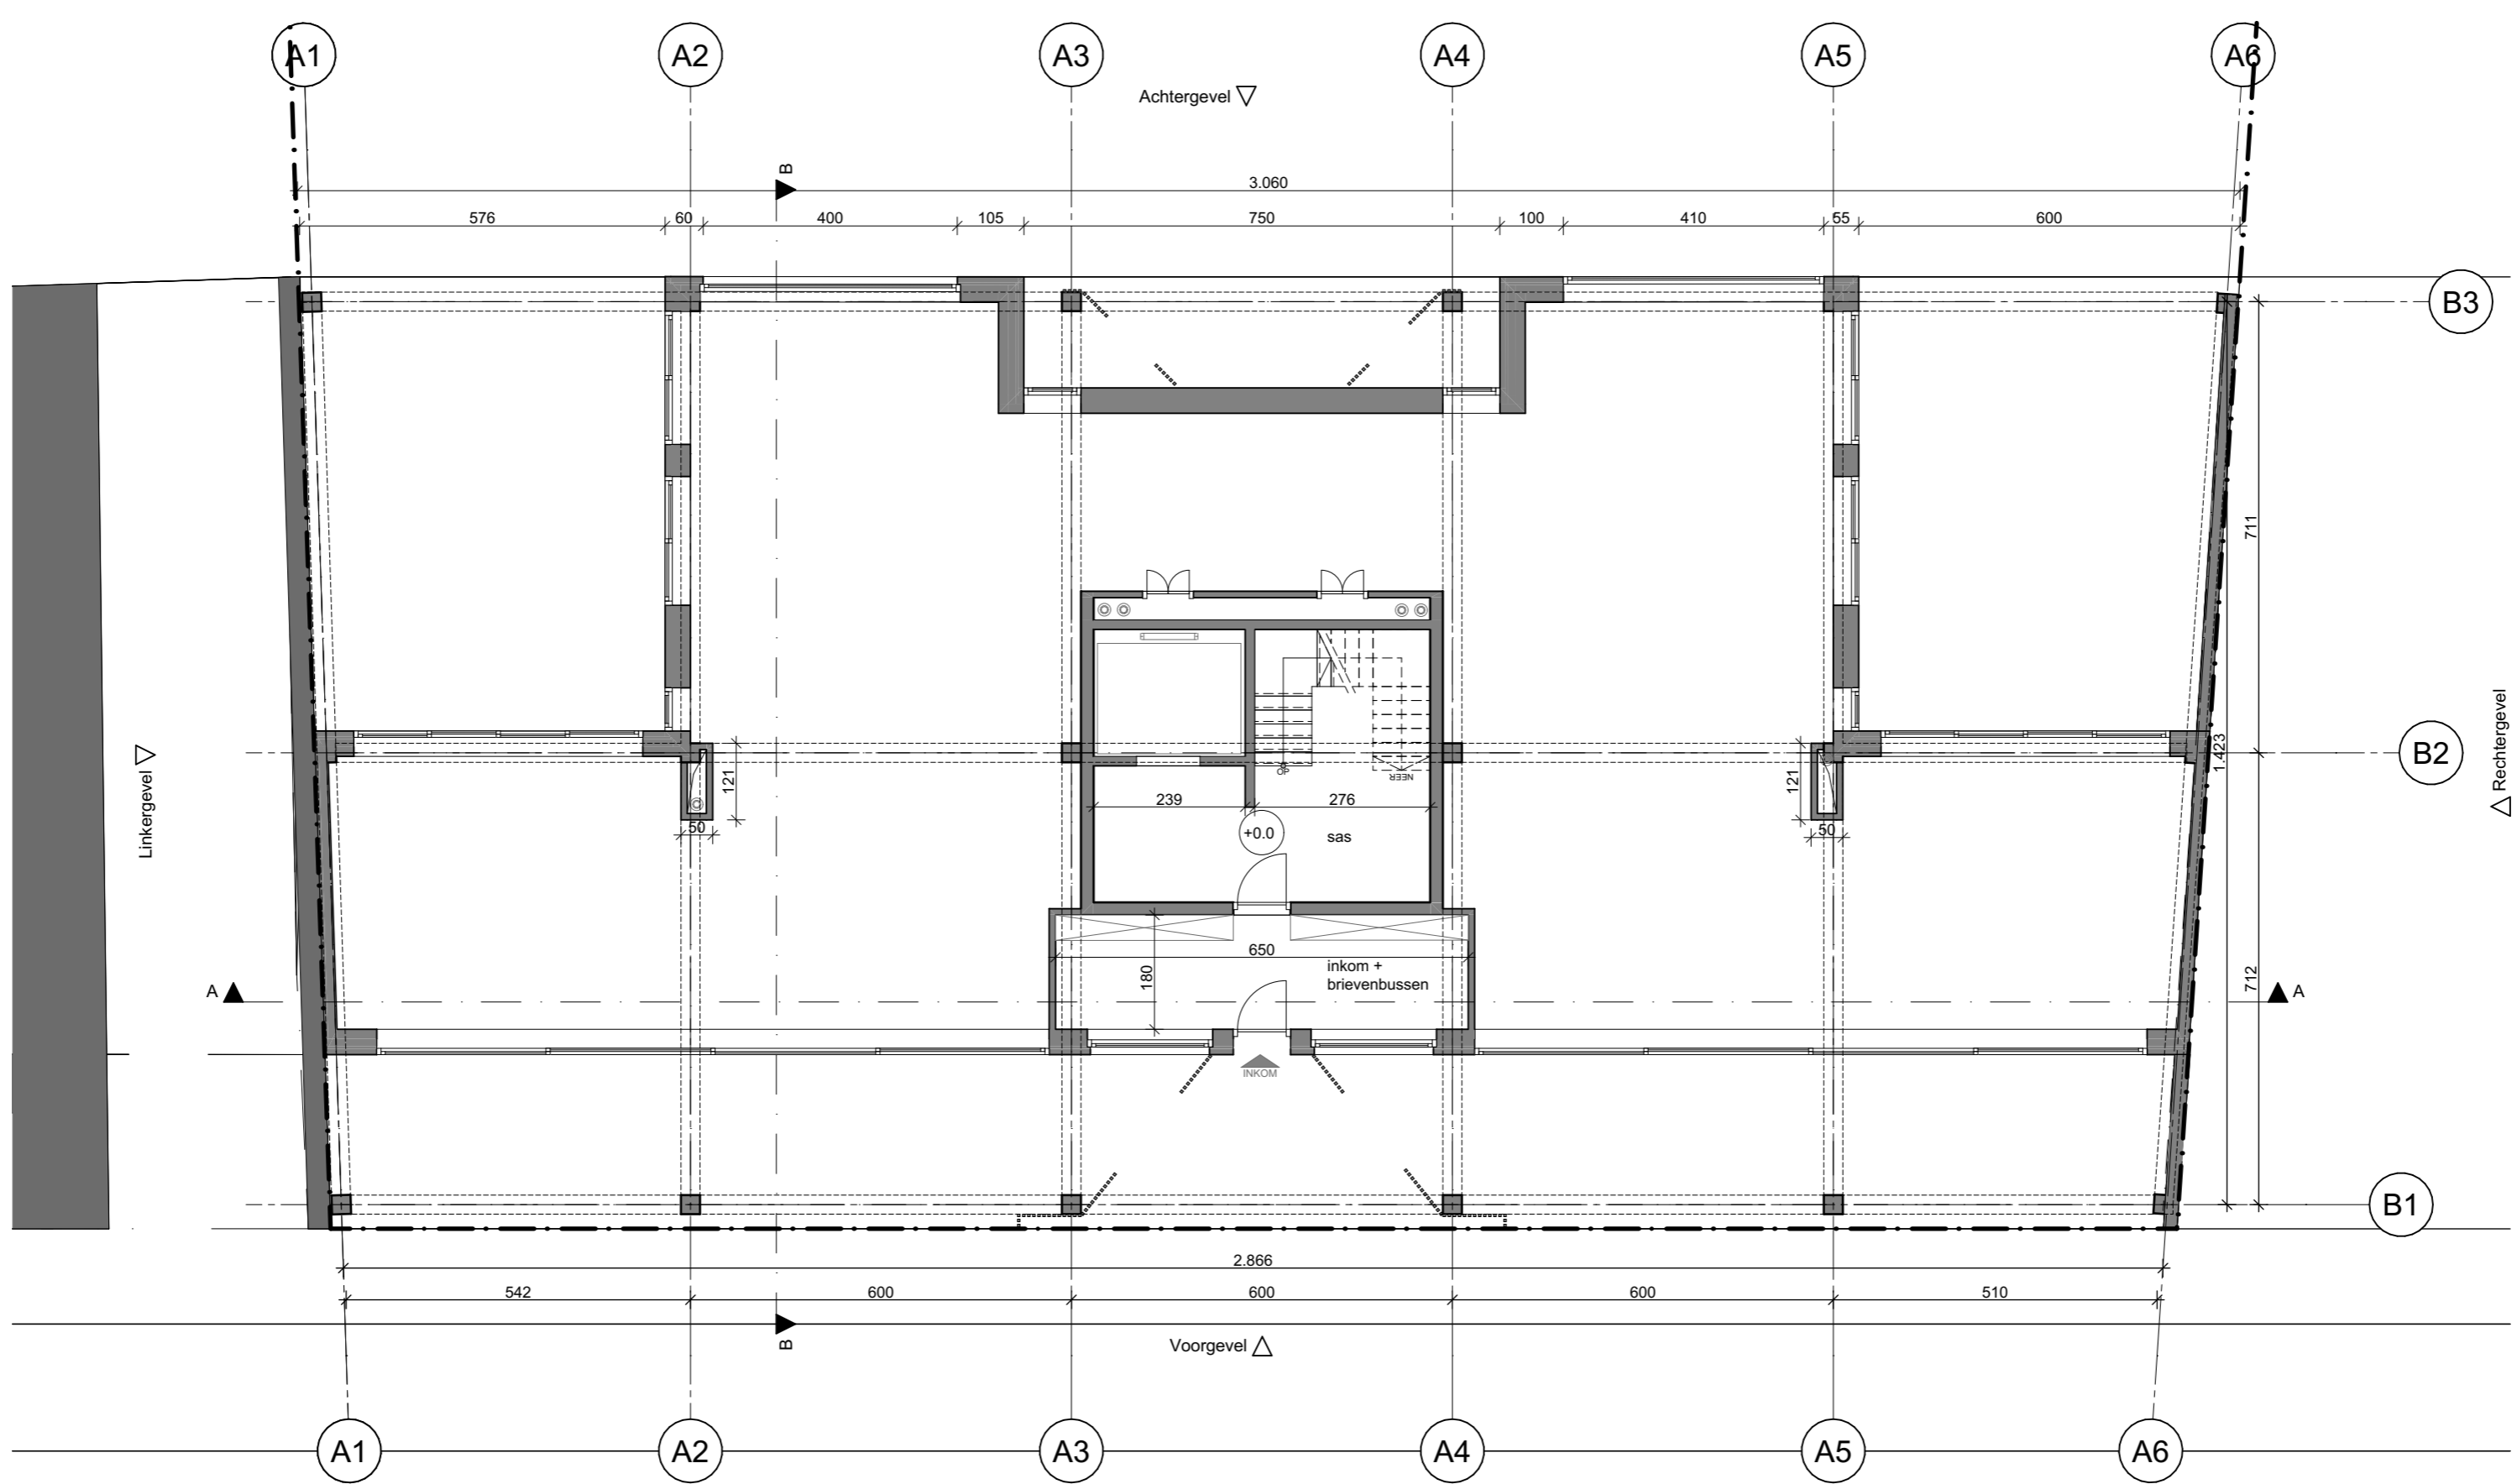 A1
A2
A3
A4
A5
A6
Achtergevel
B
3.060
576
60
400
105
750
100
410
55
600
B3
711
Rechtergevel
1.423
B2
Linkergevel
121
50
OP
NEER
239
276
+0.0
sas
121
50
650
180
inkom +
brievenbussen
712
A
A
INKOM
B1
2.866
542
600
600
600
510
B
Voorgevel
A1
A2
A3
A4
A5
A6